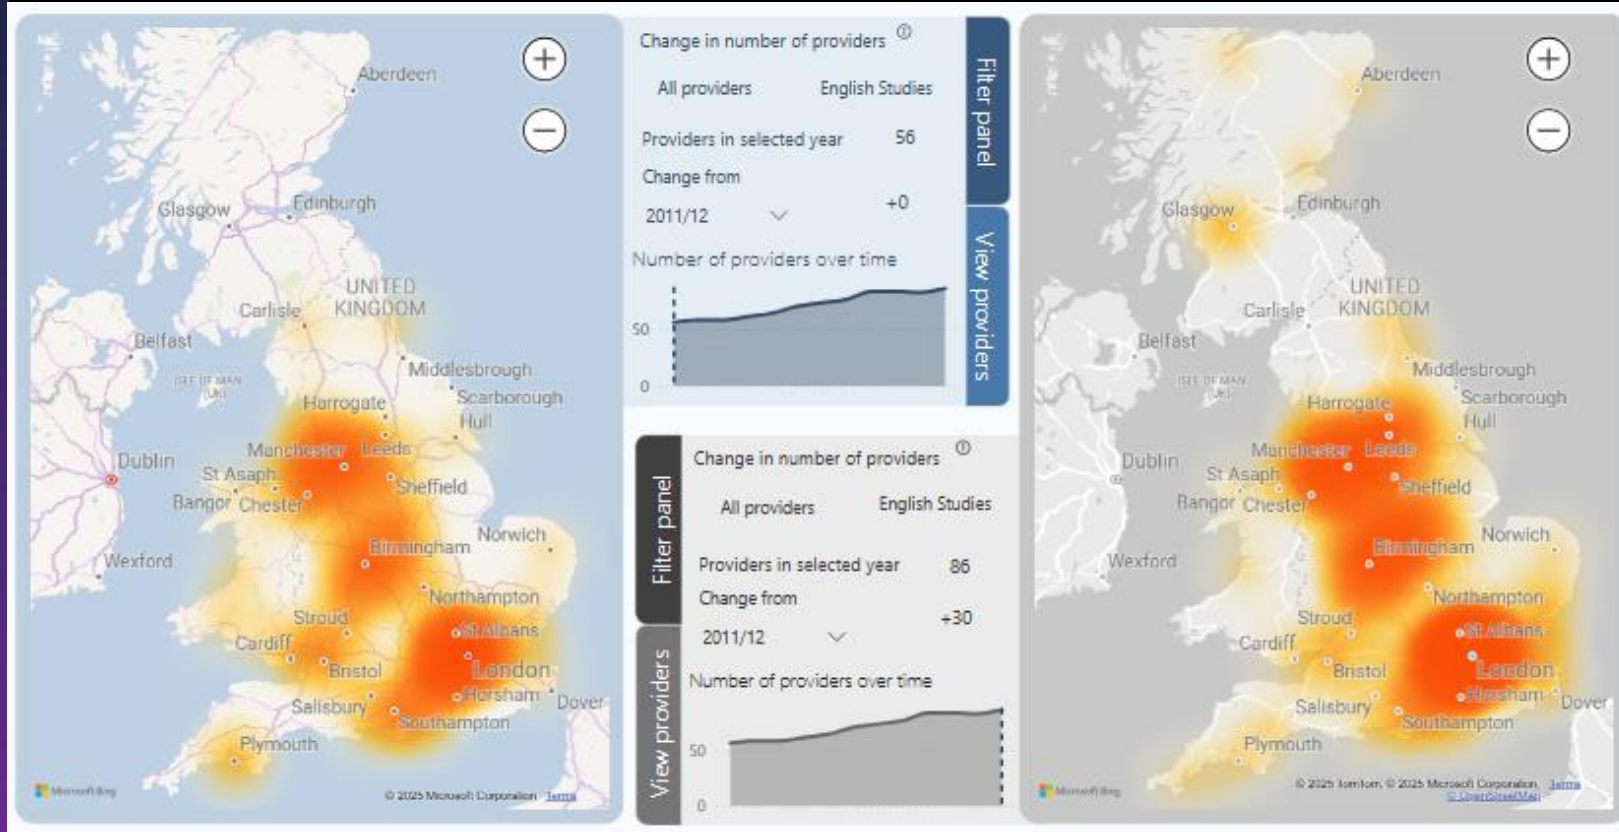 Aberdeen
Glasgow
Edinburgh
UNITED
KINGDOM
Carlisle
Belfast
ISLE OF MAN
(UK)
Middlesbrough
Scarborough
Harrogate
Hull
Manchester
Leeds
Dublin
St Asaph
Sheffield
Bangor
Chester
Norwich
Birmingham
Wexford
Northampton
Stroud
St Albans
Cardiff
Bristol
London
Horsham
Dover
Salisbury
Southampton
Plymouth
Microsoft Bing
© 2025 Microsoft Corporation Terms
Change in number of providers
All providers
English Studies
Providers in selected year
56
Change from
2011/12
+0
Number of providers over time
50
0
Filter panel
View providers
Filter panel
View providers
Change in number of providers
All providers
English Studies
Providers in selected year
86
Change from
2011/12
+30
Number of providers over time
50
0
Aberdeen
Glasgow
Edinburgh
UNITED
KINGDOM
Carlisle
Belfast
ISLE OF MAN
(UK)
Middlesbrough
Scarborough
Harrogate
Hull
Manchester
Leeds
Dublin
St Asaph
Sheffield
Bangor
Chester
Norwich
Birmingham
Wexford
Northampton
Stroud
St Albans
Cardiff
Bristol
London
Horsham
Dover
Salisbury
Southampton
Plymouth
Microsoft Bing
© 2025 TomTom, © 2025 Microsoft Corporation, Terms
© OpenStreetMap